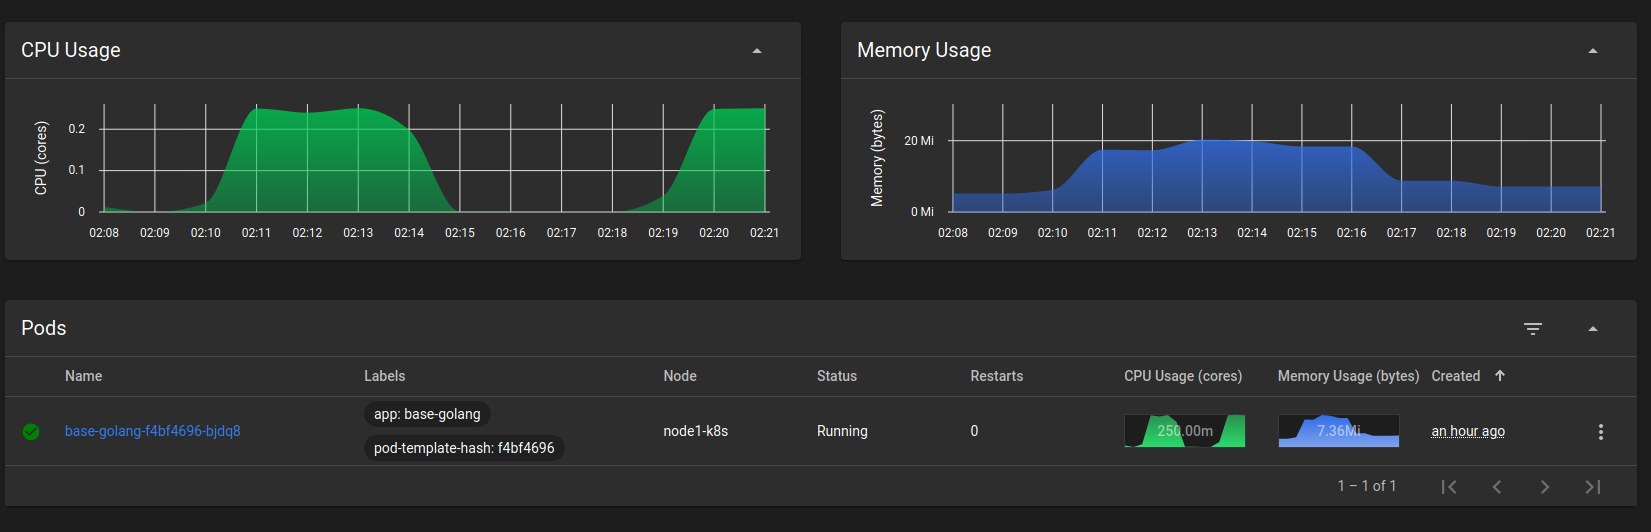 CPU Usage
CPU (cores)
0.2
0.1
0
02:08 02:09 02:10 02:11 02:12 02:13 02:14 02:15 02:16 02:17 02:18 02:19 02:20 02:21
Memory Usage
Memory (bytes)
20 Mi
0 Mi
02:08 02:09 02:10 02:11 02:12 02:13 02:14 02:15 02:16 02:17 02:18 02:19 02:20 02:21
Pods
Name Labels Node Status Restarts CPU Usage (cores) Memory Usage (bytes) Created
app: base-golang
base-golang-f4bf4696-bjdq8 node1-k8s Running 0 250.00m 7.36Mi an hour ago
pod-template-hash: f4bf4696
1 – 1 of 1